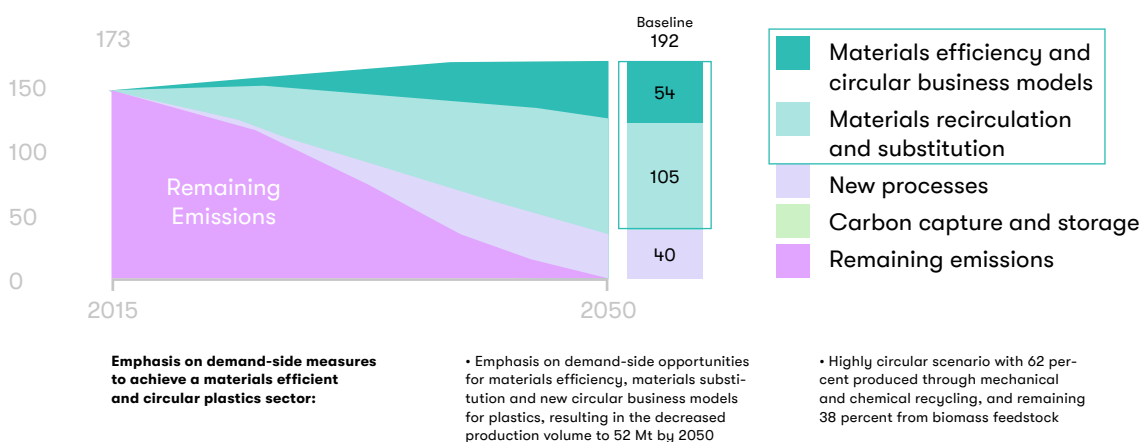 Baseline
192
173
150
100
50
0
Remaining
Emissions
54
105
40
2015
2050
Materials efficiency and
circular business models
Materials recirculation
and substitution
New processes
Carbon capture and storage
Remaining emissions
Emphasis on demand-side measures
to achieve a materials efficient
and circular plastics sector:
• Emphasis on demand-side opportunities
for materials efficiency, materials substi-
tution and new circular business models
for plastics, resulting in the decreased
production volume to 52 Mt by 2050
• Highly circular scenario with 62 per-
cent produced through mechanical
and chemical recycling, and remaining
38 percent from biomass feedstock